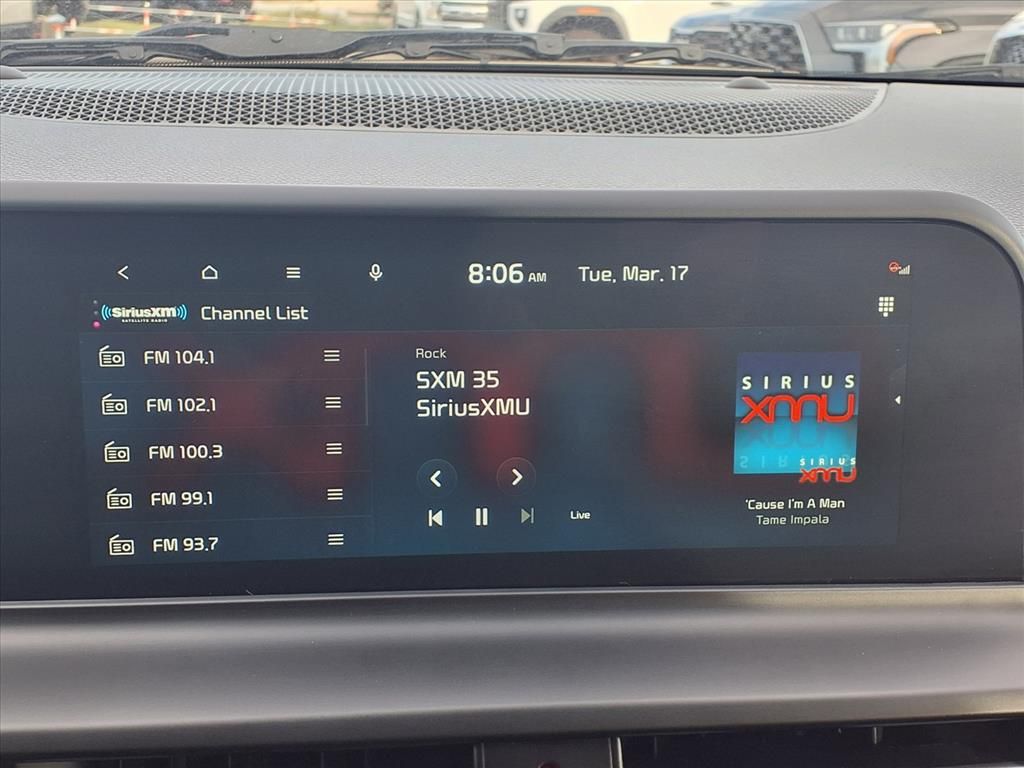 8:06 AM Tue, Mar. 17
SiriusXM Channel List
SATELLITE RADIO
FM 104.1
FM 102.1
FM 100.3
FM 99.1
FM 93.7
Rock
SXM 35
SiriusXMU
Live
SIRIUS
XMU
SIRIUS
XMU
'Cause I'm A Man
Tame Impala